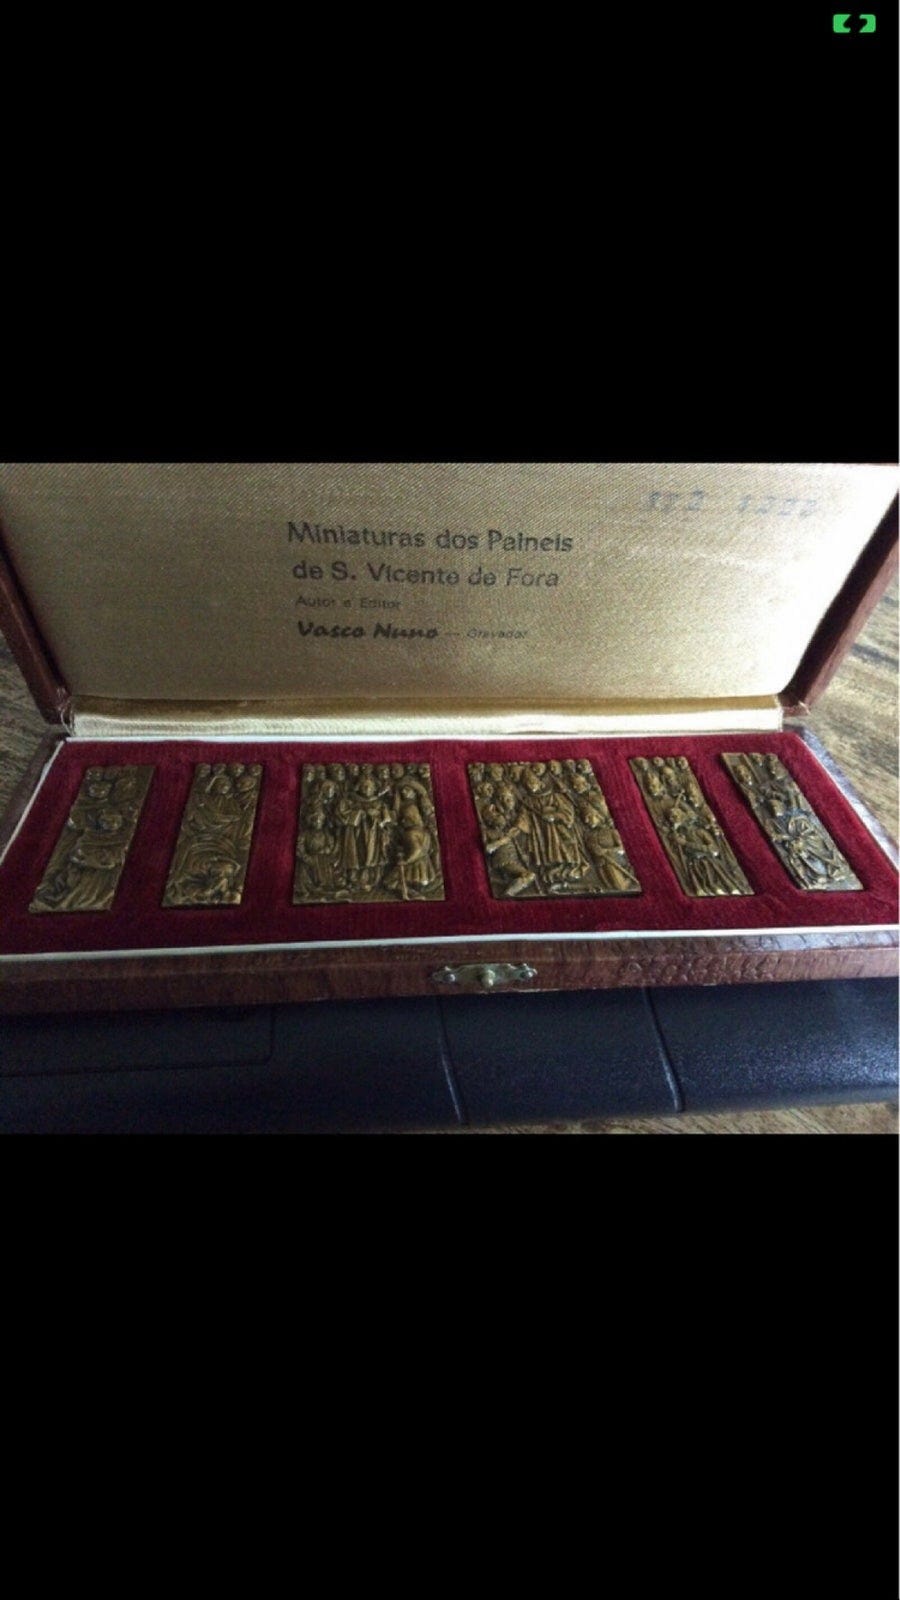 Miniaturas dos Paineis
de S. Vicente de Fora
Autor e Editor
Vasco Nuno — Gravador